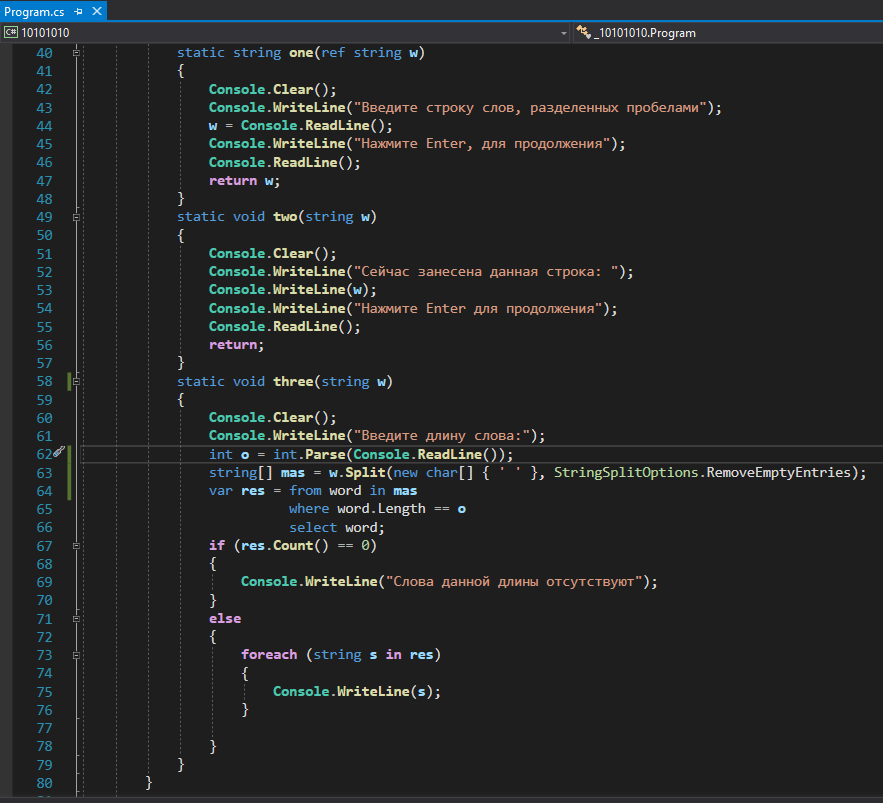 Program.cs
C# 10101010 _10101010.Program
40 static string one(ref string w)
41 {
42 Console.Clear();
43 Console.WriteLine("Введите строку слов, разделенных пробелами");
44 w = Console.ReadLine();
45 Console.WriteLine("Нажмите Enter, для продолжения");
46 Console.ReadLine();
47 return w;
48 }
49 static void two(string w)
50 {
51 Console.Clear();
52 Console.WriteLine("Сейчас занесена данная строка: ");
53 Console.WriteLine(w);
54 Console.WriteLine("Нажмите Enter для продолжения");
55 Console.ReadLine();
56 return;
57 }
58 static void three(string w)
59 {
60 Console.Clear();
61 Console.WriteLine("Введите длину слова:");
62 int o = int.Parse(Console.ReadLine());
63 string[] mas = w.Split(new char[] { ' ' }, StringSplitOptions.RemoveEmptyEntries);
64 var res = from word in mas
65 where word.Length == o
66 select word;
67 if (res.Count() == 0)
68 {
69 Console.WriteLine("Слова данной длины отсутствуют");
70 }
71 else
72 {
73 foreach (string s in res)
74 {
75 Console.WriteLine(s);
76 }
77
78 }
79 }
80 }